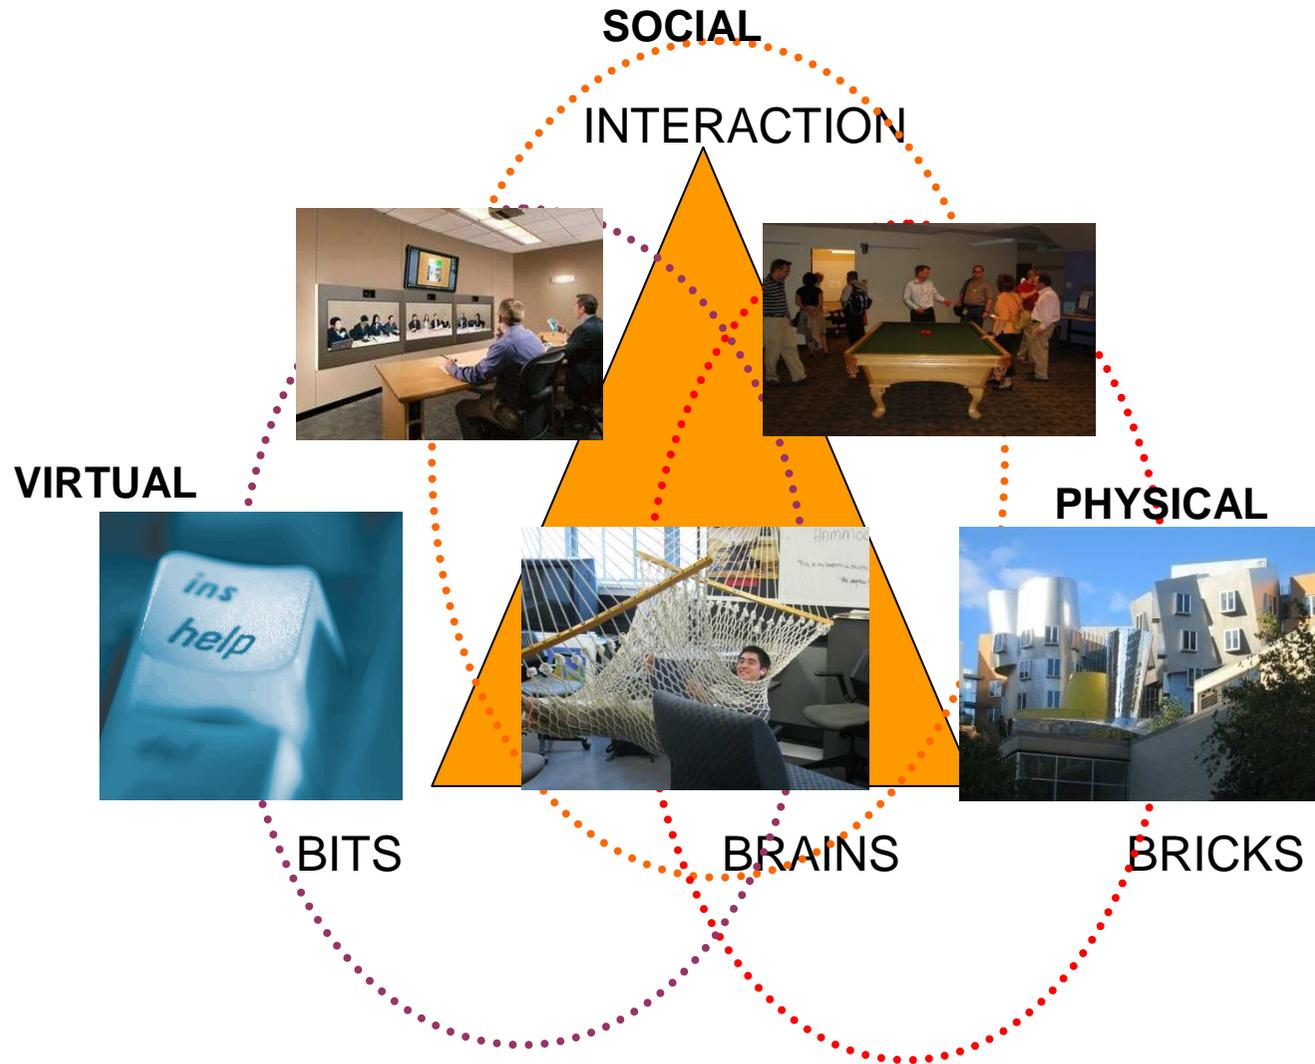 SOCIAL
INTERACTION
VIRTUAL
PHYSICAL
ins
help
BITS
BRAINS
BRICKS